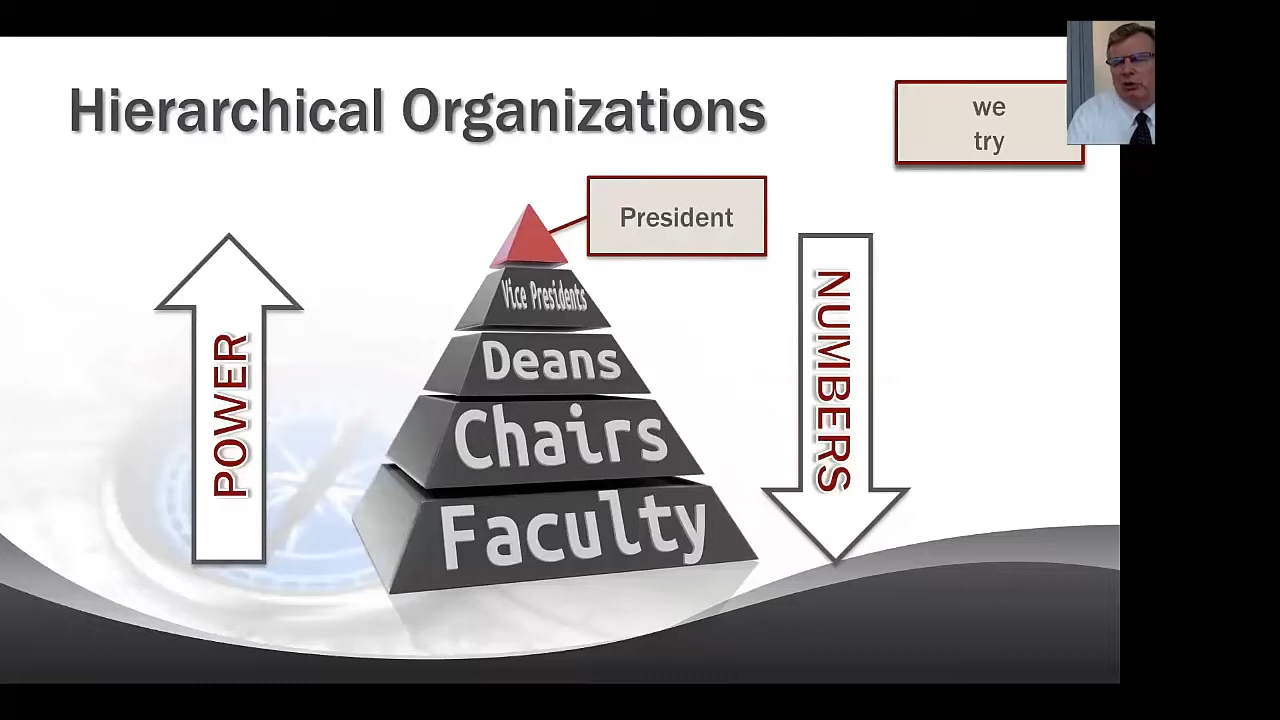 Hierarchical Organizations
we
try
President
Vice Presidents
Deans
Chairs
Faculty
POWER
NUMBERS